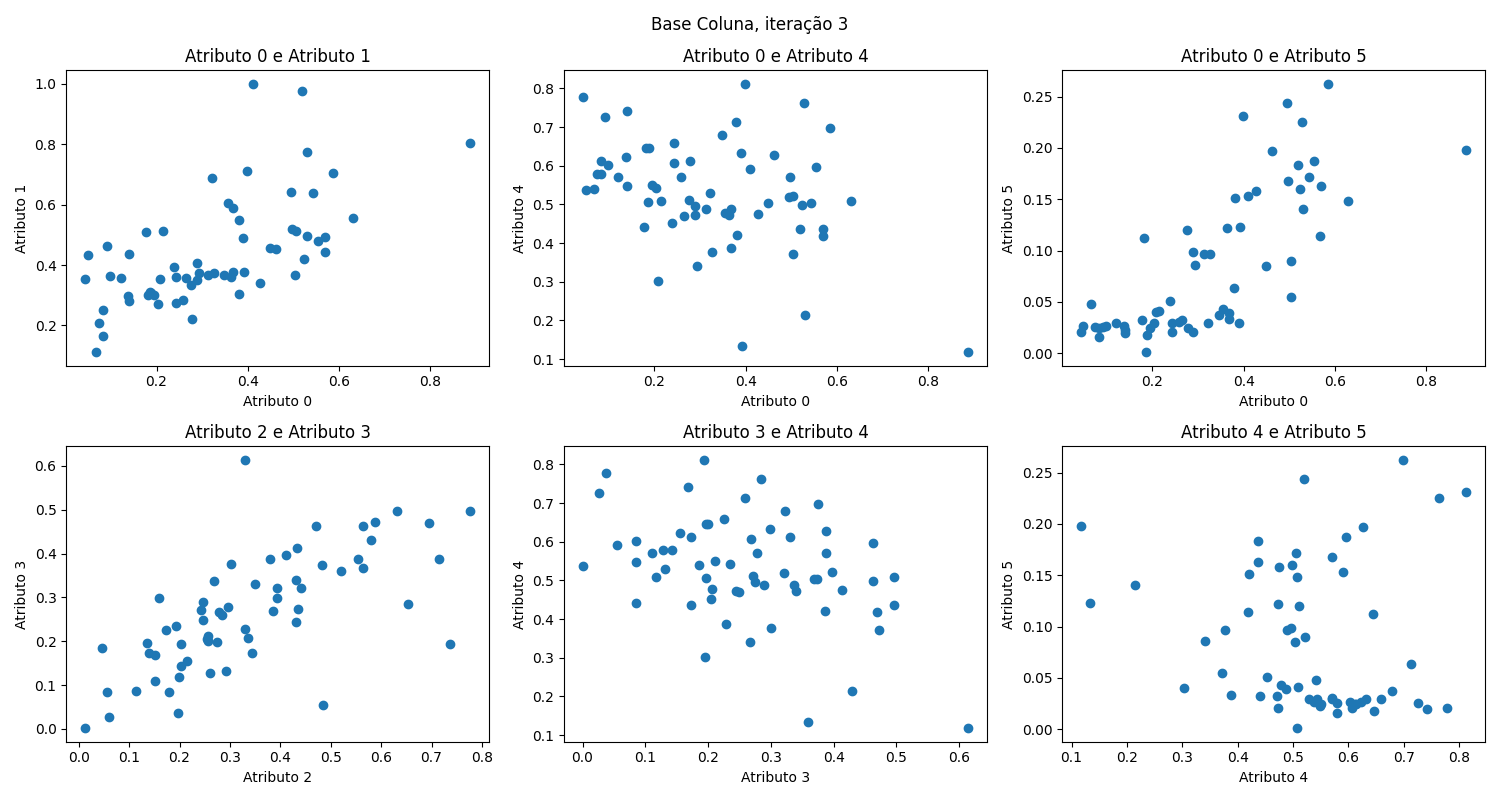 Base Coluna, iteração 3
Atributo 0 e Atributo 1
Atributo 1
1.0
0.8
0.6
0.4
0.2
0.2 0.4 0.6 0.8
Atributo 0
Atributo 0 e Atributo 4
Atributo 4
0.8
0.7
0.6
0.5
0.4
0.3
0.2
0.1
0.2 0.4 0.6 0.8
Atributo 0
Atributo 0 e Atributo 5
Atributo 5
0.25
0.20
0.15
0.10
0.05
0.00
0.2 0.4 0.6 0.8
Atributo 0
Atributo 2 e Atributo 3
Atributo 3
0.6
0.5
0.4
0.3
0.2
0.1
0.0
0.0 0.1 0.2 0.3 0.4 0.5 0.6 0.7 0.8
Atributo 2
Atributo 3 e Atributo 4
Atributo 4
0.8
0.7
0.6
0.5
0.4
0.3
0.2
0.1
0.0 0.1 0.2 0.3 0.4 0.5 0.6
Atributo 3
Atributo 4 e Atributo 5
Atributo 5
0.25
0.20
0.15
0.10
0.05
0.00
0.1 0.2 0.3 0.4 0.5 0.6 0.7 0.8
Atributo 4